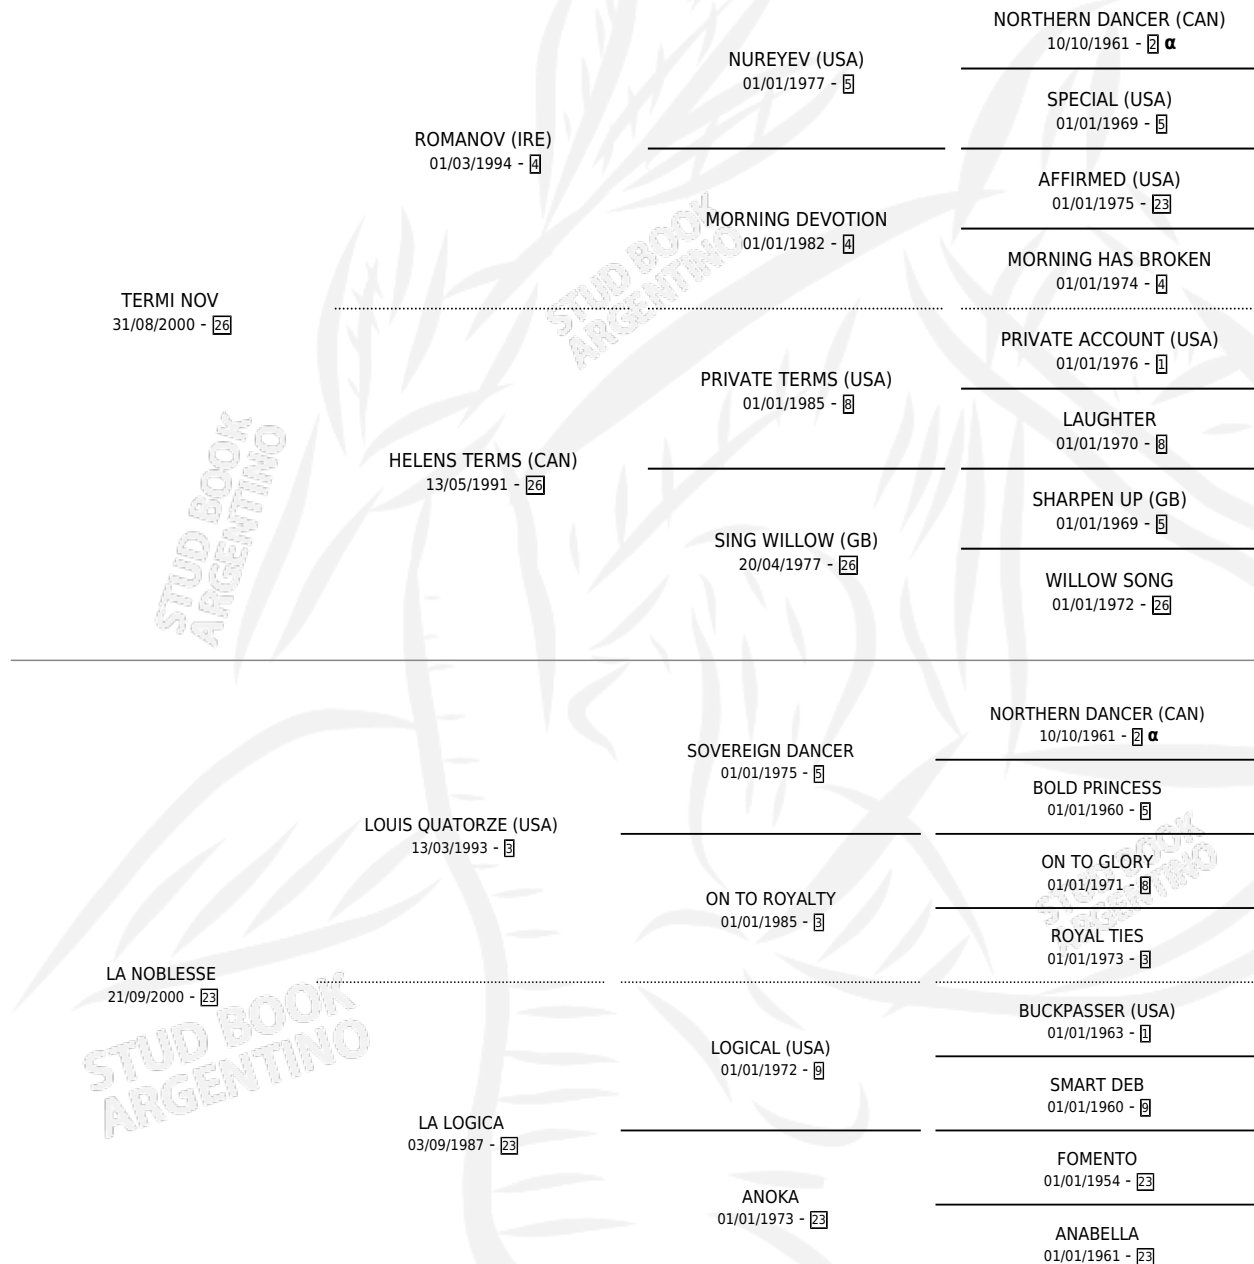 NORTHERN DANCER (CAN)
10/10/1961 - 2 α
NUREYEV (USA)
01/01/1977 - 5
SPECIAL (USA)
01/01/1969 - 5
ROMANOV (IRE)
01/03/1994 - 4
AFFIRMED (USA)
01/01/1975 - 23
MORNING DEVOTION
01/01/1982 - 4
MORNING HAS BROKEN
01/01/1974 - 4
TERMI NOV
31/08/2000 - 26
PRIVATE ACCOUNT (USA)
01/01/1976 - 1
PRIVATE TERMS (USA)
01/01/1985 - 8
LAUGHTER
01/01/1970 - 8
HELENS TERMS (CAN)
13/05/1991 - 26
SHARPEN UP (GB)
01/01/1969 - 5
SING WILLOW (GB)
20/04/1977 - 26
WILLOW SONG
01/01/1972 - 26
NORTHERN DANCER (CAN)
10/10/1961 - 2 α
SOVEREIGN DANCER
01/01/1975 - 5
BOLD PRINCESS
01/01/1960 - 5
LOUIS QUATORZE (USA)
13/03/1993 - 3
ON TO GLORY
01/01/1971 - 8
ON TO ROYALTY
01/01/1985 - 3
ROYAL TIES
01/01/1973 - 3
LA NOBLESSE
21/09/2000 - 23
BUCKPASSER (USA)
01/01/1963 - 1
LOGICAL (USA)
01/01/1972 - 9
SMART DEB
01/01/1960 - 9
LA LOGICA
03/09/1987 - 23
FOMENTO
01/01/1954 - 23
ANOKA
01/01/1973 - 23
ANABELLA
01/01/1961 - 23
STUD BOOK
ARGENTINO
STUD BOOK
ARGENTINO
STUD BOOK
ARGENTINO
STUD BOOK
ARGENTINO